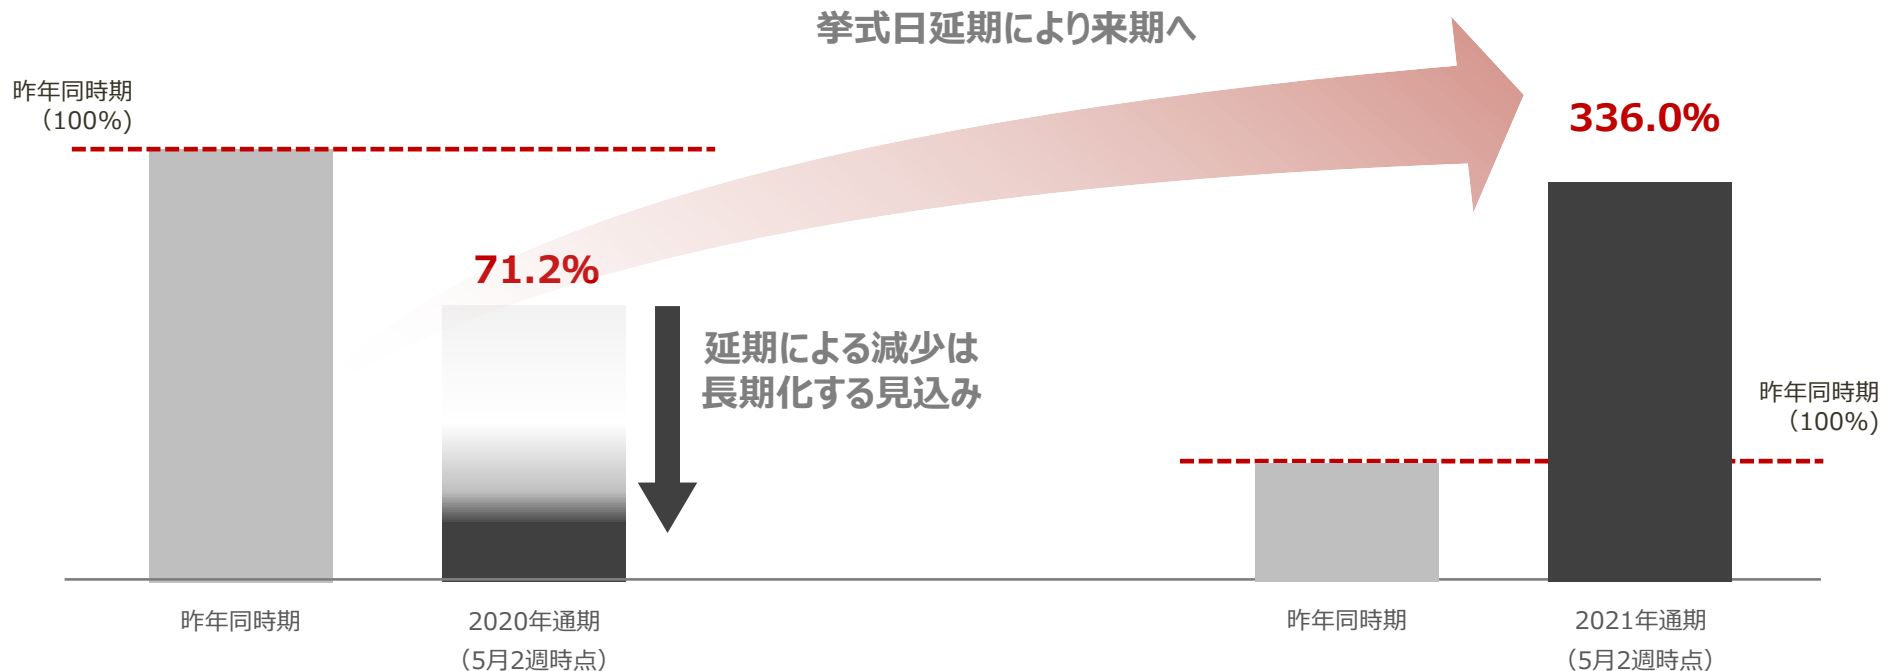 挙式日延期により来期へ
昨年同時期
（100%)
336.0%
71.2%
延期による減少は
長期化する見込み
昨年同時期
（100%)
昨年同時期
2020年通期
（5月2週時点）
昨年同時期
2021年通期
（5月2週時点）